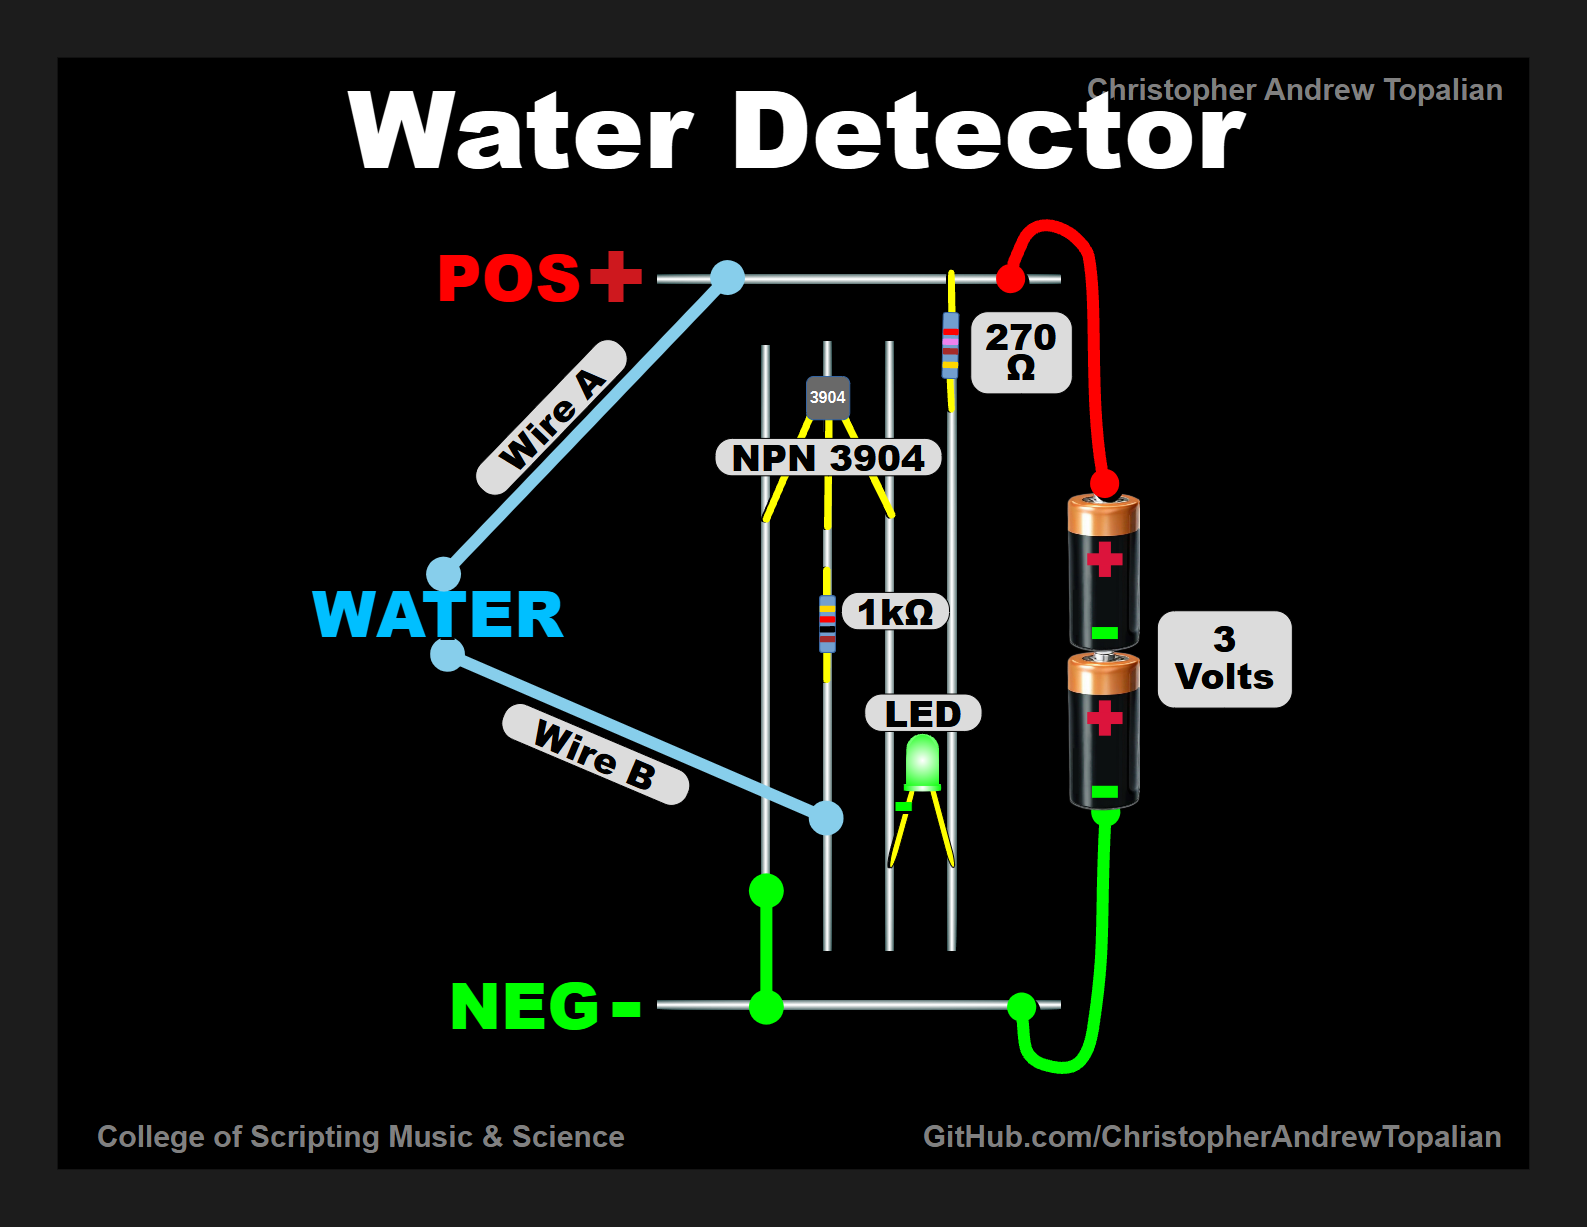 Christopher Andrew Topalian
Water Detector
POS+
270
Ω
Wire A
3904
NPN 3904
+
WATER
1kΩ
-
3
Volts
Wire B
LED
+
-
-
NEG-
College of Scripting Music & Science
GitHub.com/ChristopherAndrewTopalian